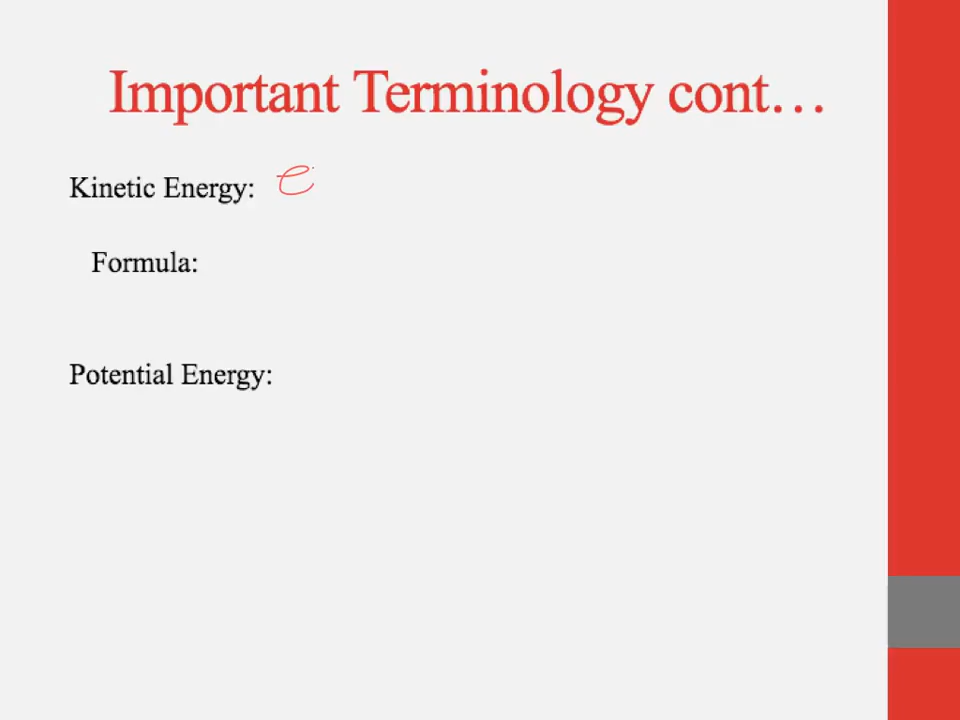 Important Terminology cont…
Kinetic Energy: e
Formula:
Potential Energy: